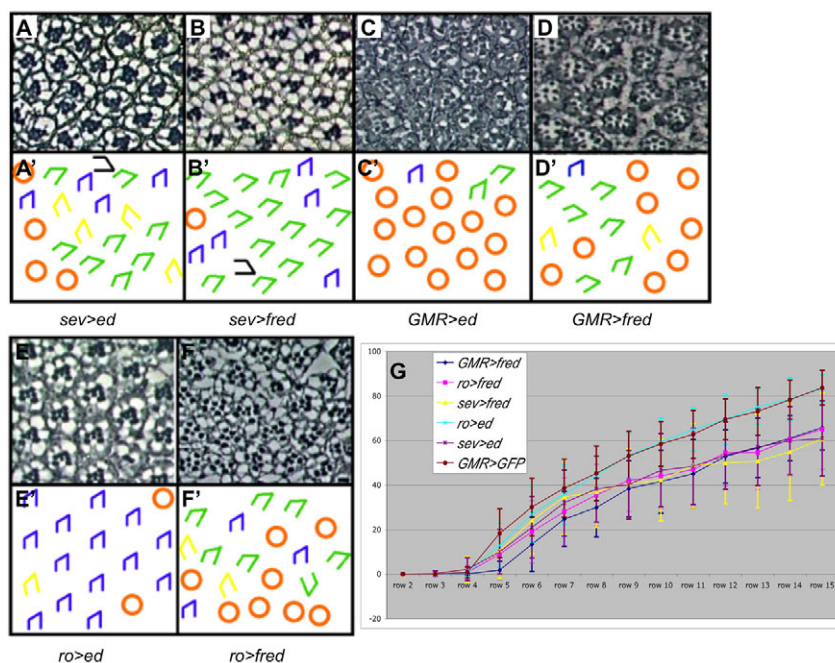 A B C D
A' B' C' D'
sev>ed sev>fred GMR>ed GMR>fred
E F
E' F'
ro>ed ro>fred
G
GMR>fred
ro>fred
sev>fred
ro>ed
sev>ed
GMR>GFP
100
80
60
40
20
0
-20
row 2 row 3 row 4 row 5 row 6 row 7 row 8 row 9 row 10 row 11 row 12 row 13 row 14 row 15